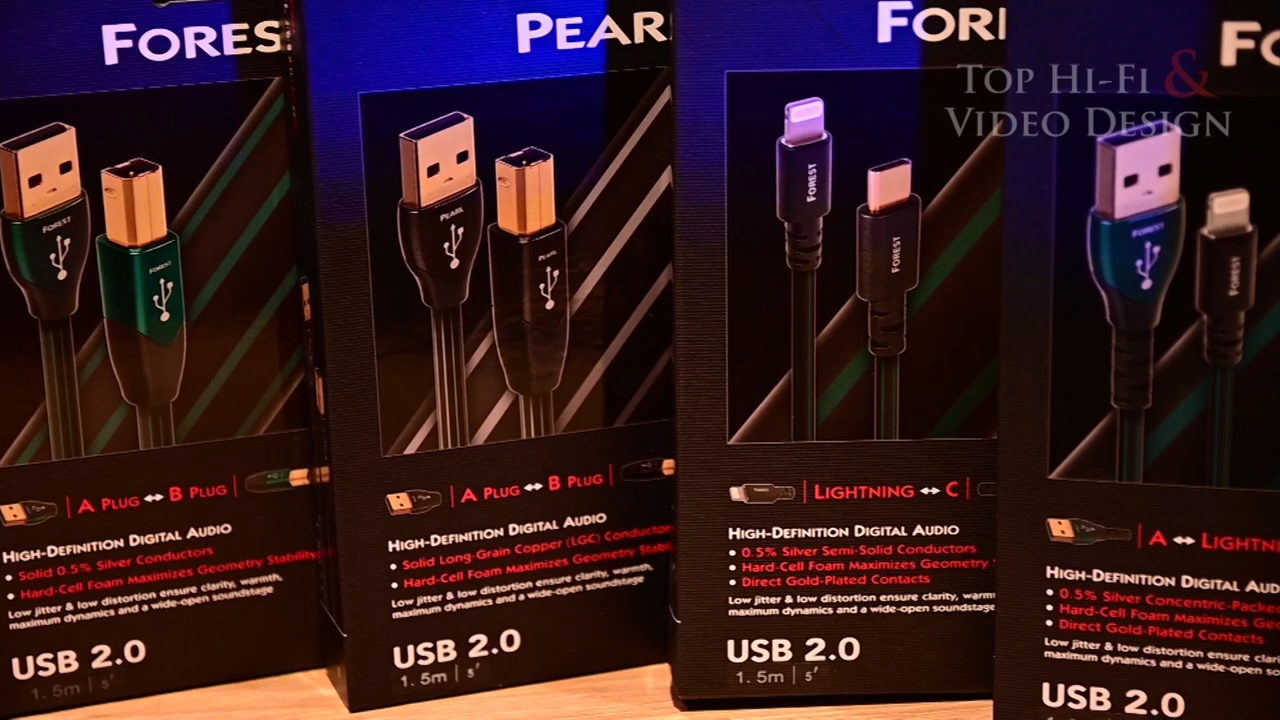 FORES
FOREST
FOREST
A PLUG ↔ B PLUG
HIGH-DEFINITION DIGITAL AUDIO
• Solid 0.5% Silver Conductors
• Hard-Cell Foam Maximizes Geometry Stability
Low jitter & low distortion ensure clarity, warmth,
maximum dynamics and a wide-open soundstage
USB 2.0
1.5m | 5'
PEARL
PEARL
PEARL
A PLUG ↔ B PLUG
HIGH-DEFINITION DIGITAL AUDIO
• Solid Long-Grain Copper (LGC) Conductor
• Hard-Cell Foam Maximizes Geometry Stab
Low jitter & low distortion ensure clarity, warmth,
maximum dynamics and a wide-open soundstage
USB 2.0
1.5m | 5'
FOR
FOREST
FOREST
LIGHTNING ↔ C
HIGH-DEFINITION DIGITAL AUDIO
• 0.5% Silver Semi-Solid Conductors
• Hard-Cell Foam Maximizes Geometry
• Direct Gold-Plated Contacts
Low jitter & low distortion ensure clarity, warm
maximum dynamics and a wide-open soundstage
USB 2.0
1.5m | 5'
FO
TOP HI-FI &
VIDEO DESIGN
FOREST
FOREST
A ↔ LIGHTN
HIGH-DEFINITION DIGITAL AUD
• 0.5% Silver Concentric-Packe
• Hard-Cell Foam Maximizes Geo
• Direct Gold-Plated Contacts
Low jitter & low distortion ensure clari
maximum dynamics and a wide-open so
USB 2.0